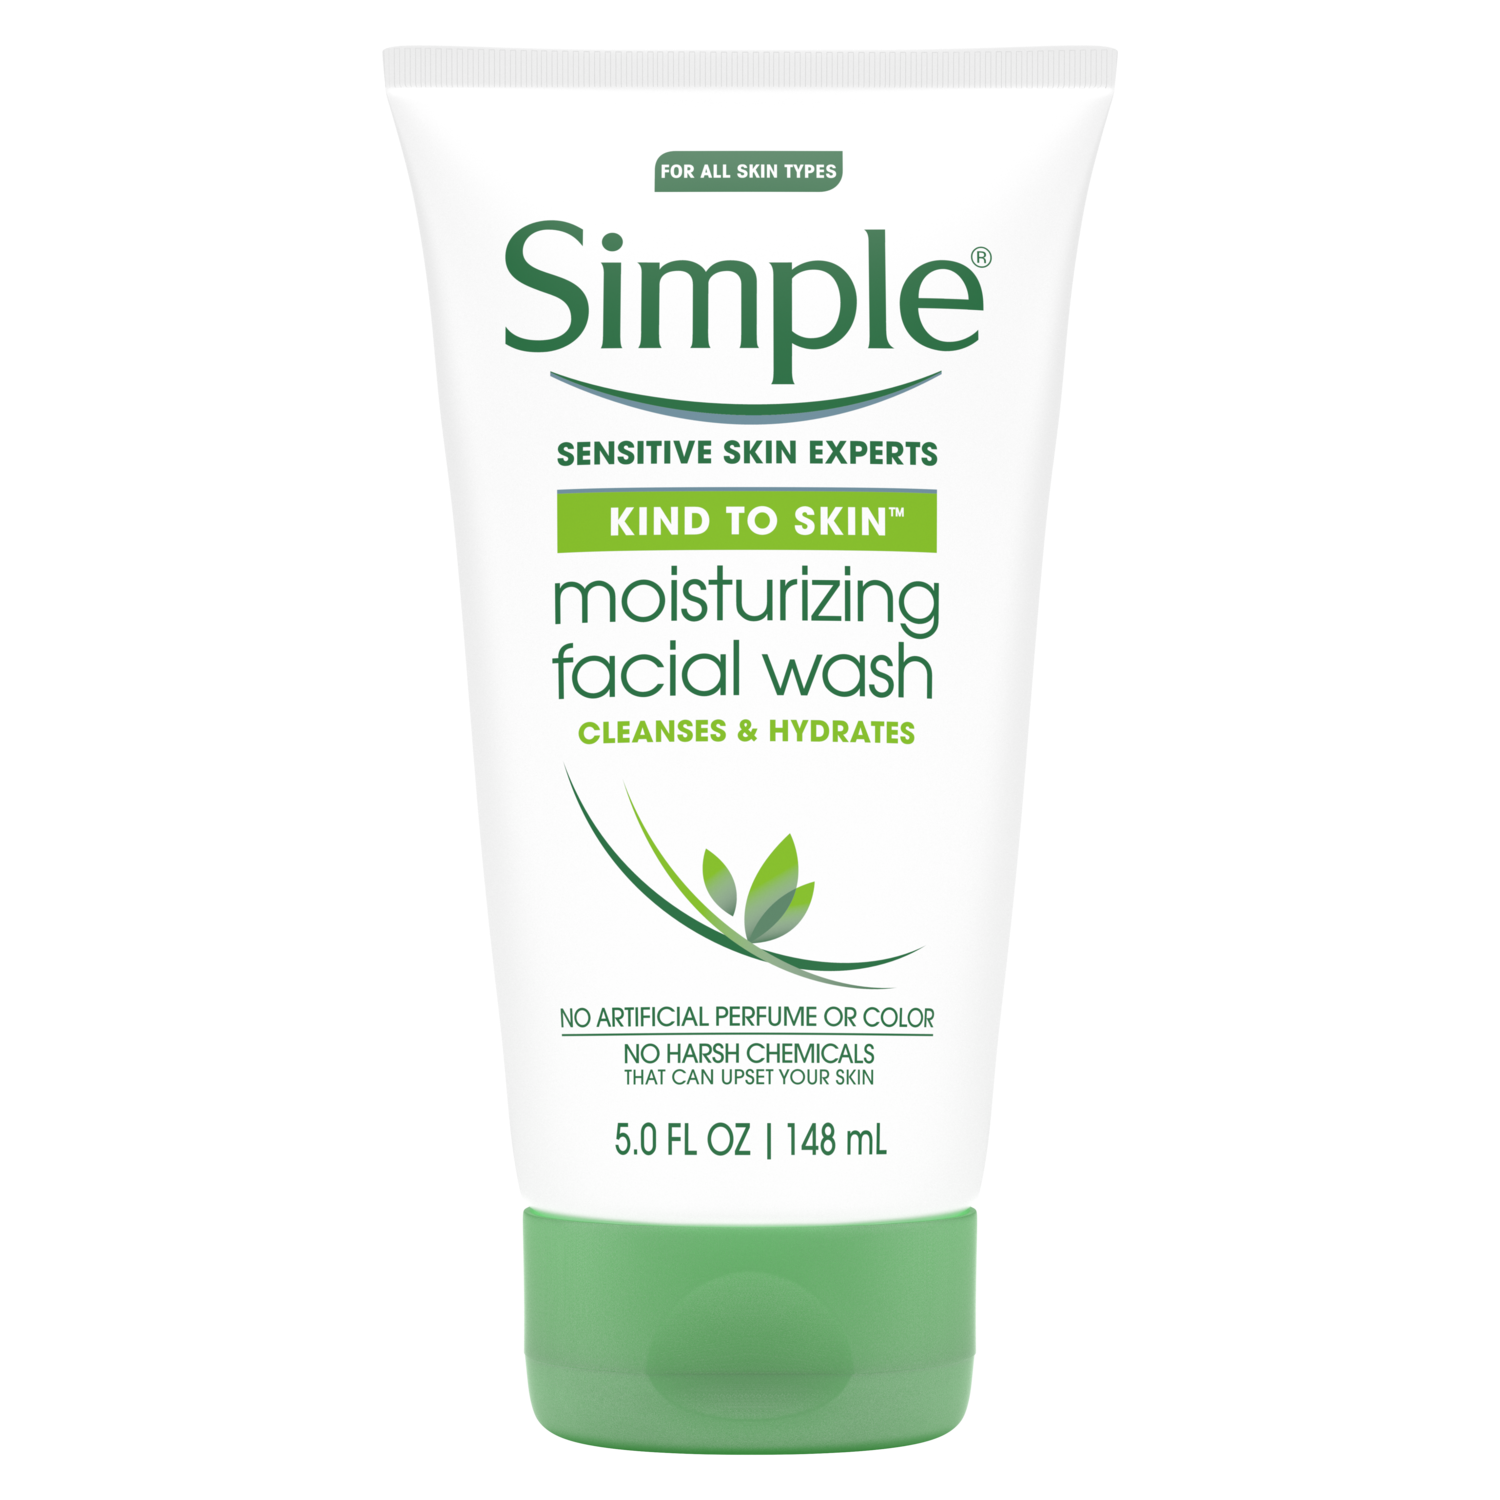 FOR ALL SKIN TYPES
Simple®
SENSITIVE SKIN EXPERTS
KIND TO SKIN™
moisturizing
facial wash
CLEANSES & HYDRATES
NO ARTIFICIAL PERFUME OR COLOR
NO HARSH CHEMICALS
THAT CAN UPSET YOUR SKIN
5.0 FL OZ | 148 mL